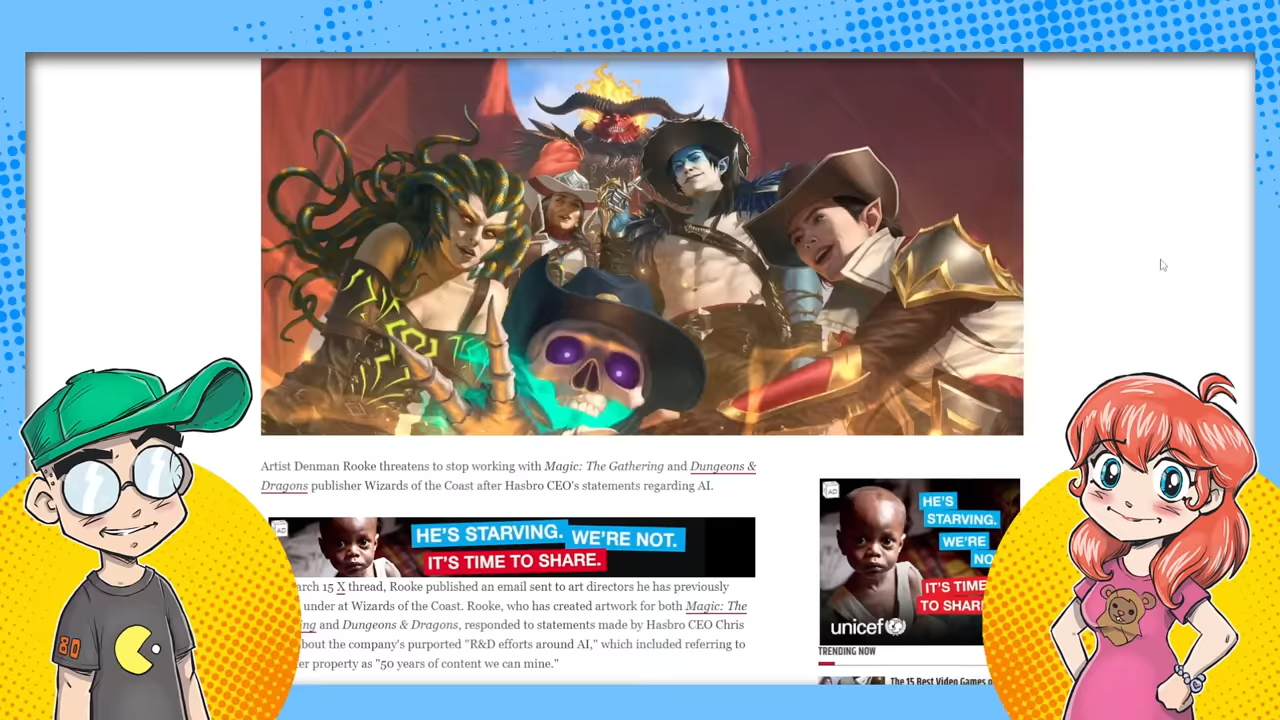 Artist Denman Rooke threatens to stop working with Magic: The Gathering and Dungeons &
Dragons publisher Wizards of the Coast after Hasbro CEO's statements regarding AI.
AD
HE'S STARVING. WE'RE NOT.
IT'S TIME TO SHARE.
arch 15 X thread, Rooke published an email sent to art directors he has previously
under at Wizards of the Coast. Rooke, who has created artwork for both Magic: The
ing and Dungeons & Dragons, responded to statements made by Hasbro CEO Chris
bout the company's purported "R&D efforts around AI," which included referring to
er property as "50 years of content we can mine."
AD
HE'S
STARVING.
WE'RE
NO
IT'S TIME
TO SHAR
unicef
TRENDING NOW
The 15 Best Video Games o
80